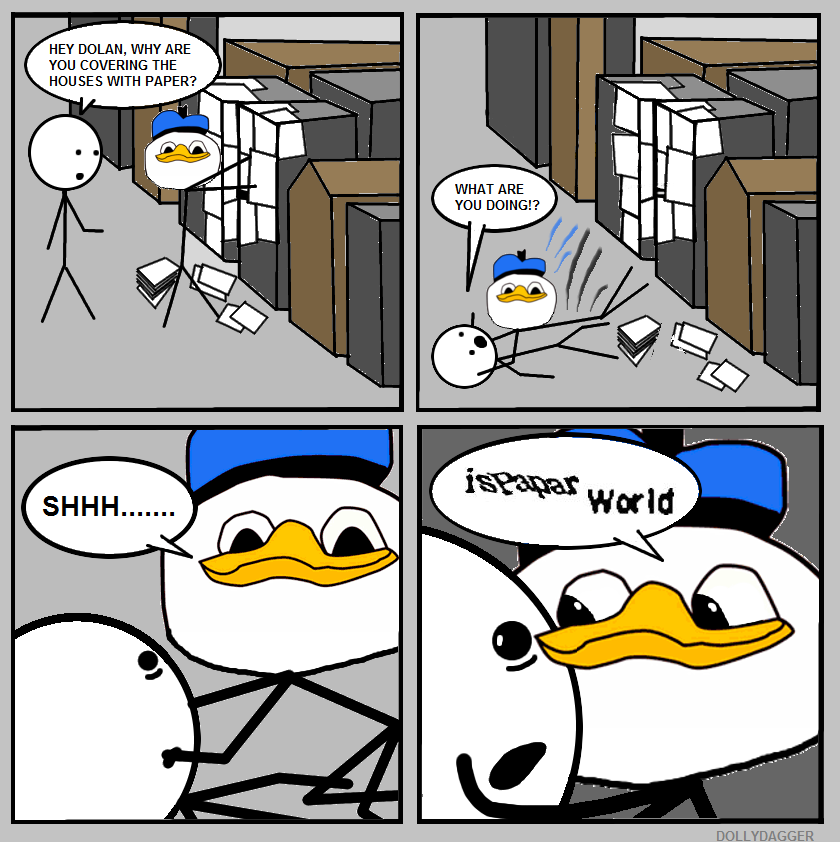 HEY DOLAN, WHY ARE
YOU COVERING THE
HOUSES WITH PAPER?
WHAT ARE
YOU DOING!?
SHHH.......
isPapar World
DOLLYDAGGER